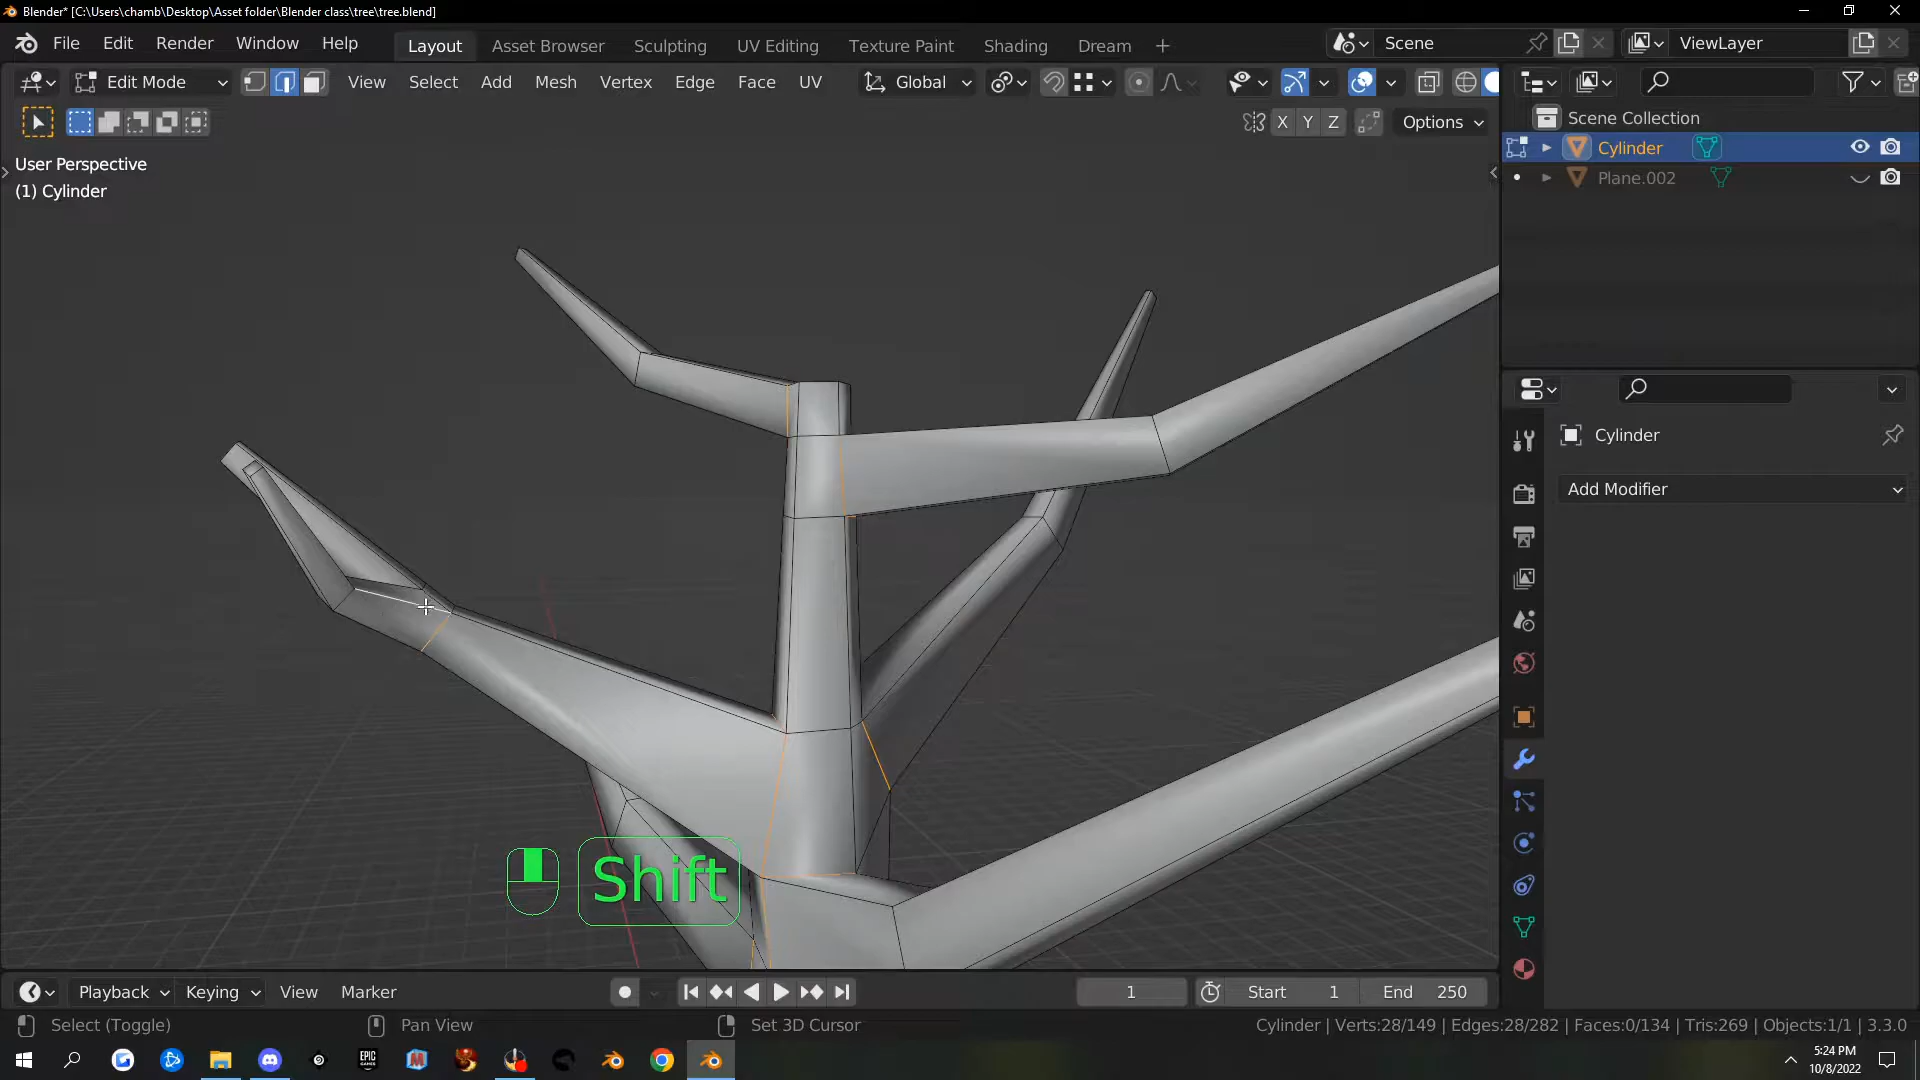 Blender* [C:\Users\chamb\Desktop\Asset folder\Blender class\tree\tree.blend]
File Edit Render Window Help Layout Asset Browser Sculpting UV Editing Texture Paint Shading Dream + Scene ViewLayer
Edit Mode View Select Add Mesh Vertex Edge Face UV Global
X Y Z Options
Scene Collection
Cylinder
Plane.002
User Perspective
(1) Cylinder
Cylinder
Add Modifier
Shift
Playback Keying View Marker 1 Start 1 End 250
Select (Toggle) Pan View Set 3D Cursor Cylinder | Verts:28/149 | Edges:28/282 | Faces:0/134 | Tris:269 | Objects:1/1 | 3.3.0
EPIC GAMES
5:24 PM
10/8/2022